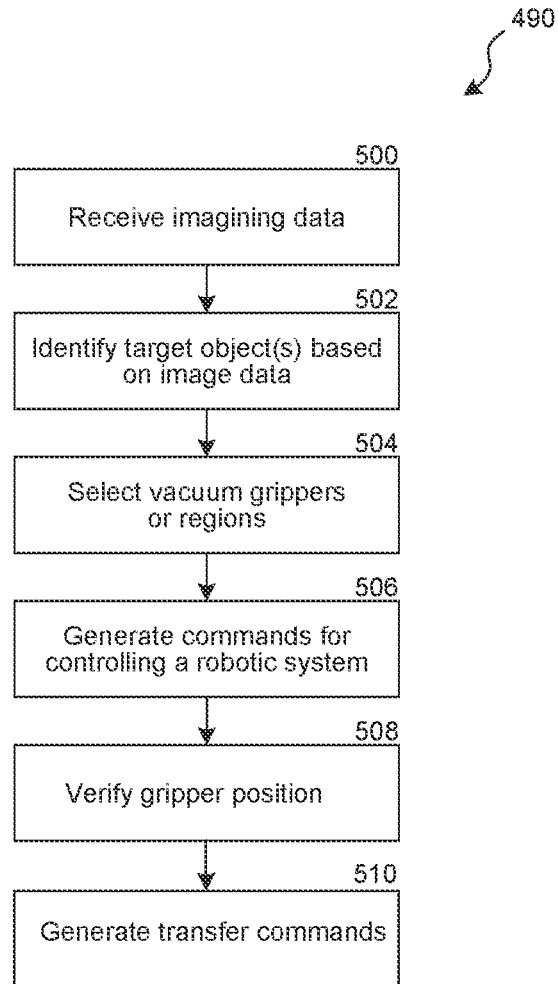 490
500
Receive imagining data
502
Identify target object(s) based
on image data
504
Select vacuum grippers
or regions
506
Generate commands for
controlling a robotic system
508
Verify gripper position
510
Generate transfer commands